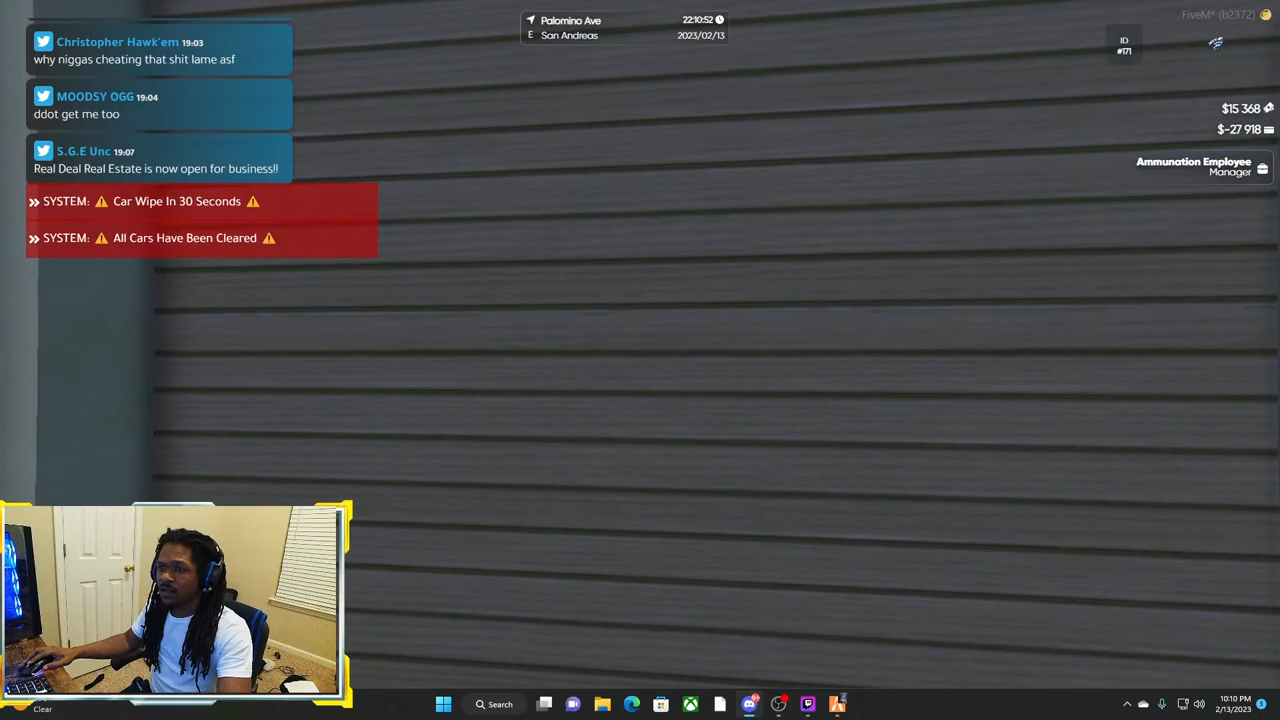 Palomino Ave
22:10:52
E
San Andreas
2023/02/13
FiveM* (b2372)
ID
#171
$15 368
$-27 918
Ammunation Employee
Manager
Christopher Hawk'em 19:03
why niggas cheating that shit lame asf
MOODSY OGG 19:04
ddot get me too
S.G.E Unc 19:07
Real Deal Real Estate is now open for business!!
» SYSTEM: ⚠ Car Wipe In 30 Seconds ⚠
» SYSTEM: ⚠ All Cars Have Been Cleared ⚠
Clear
Search
10:10 PM
2/13/2023